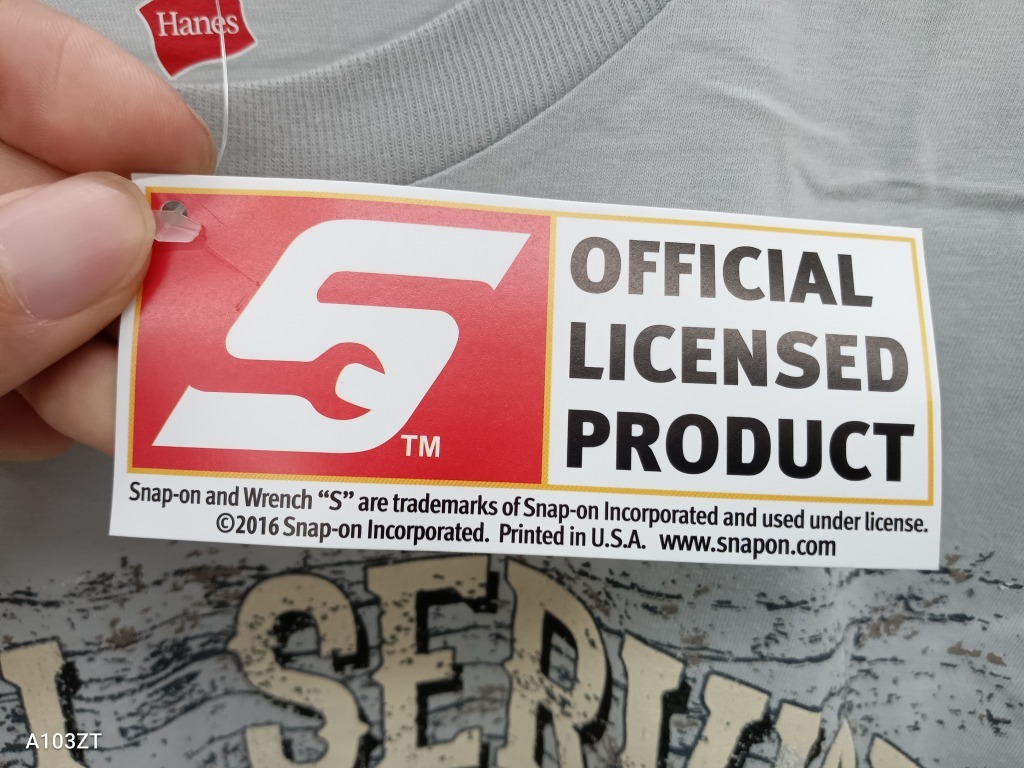 Hanes
OFFICIAL
LICENSED
PRODUCT
TM
Snap-on and Wrench “S” are trademarks of Snap-on Incorporated and used under license.
©2016 Snap-on Incorporated. Printed in U.S.A. www.snapon.com
A103ZT